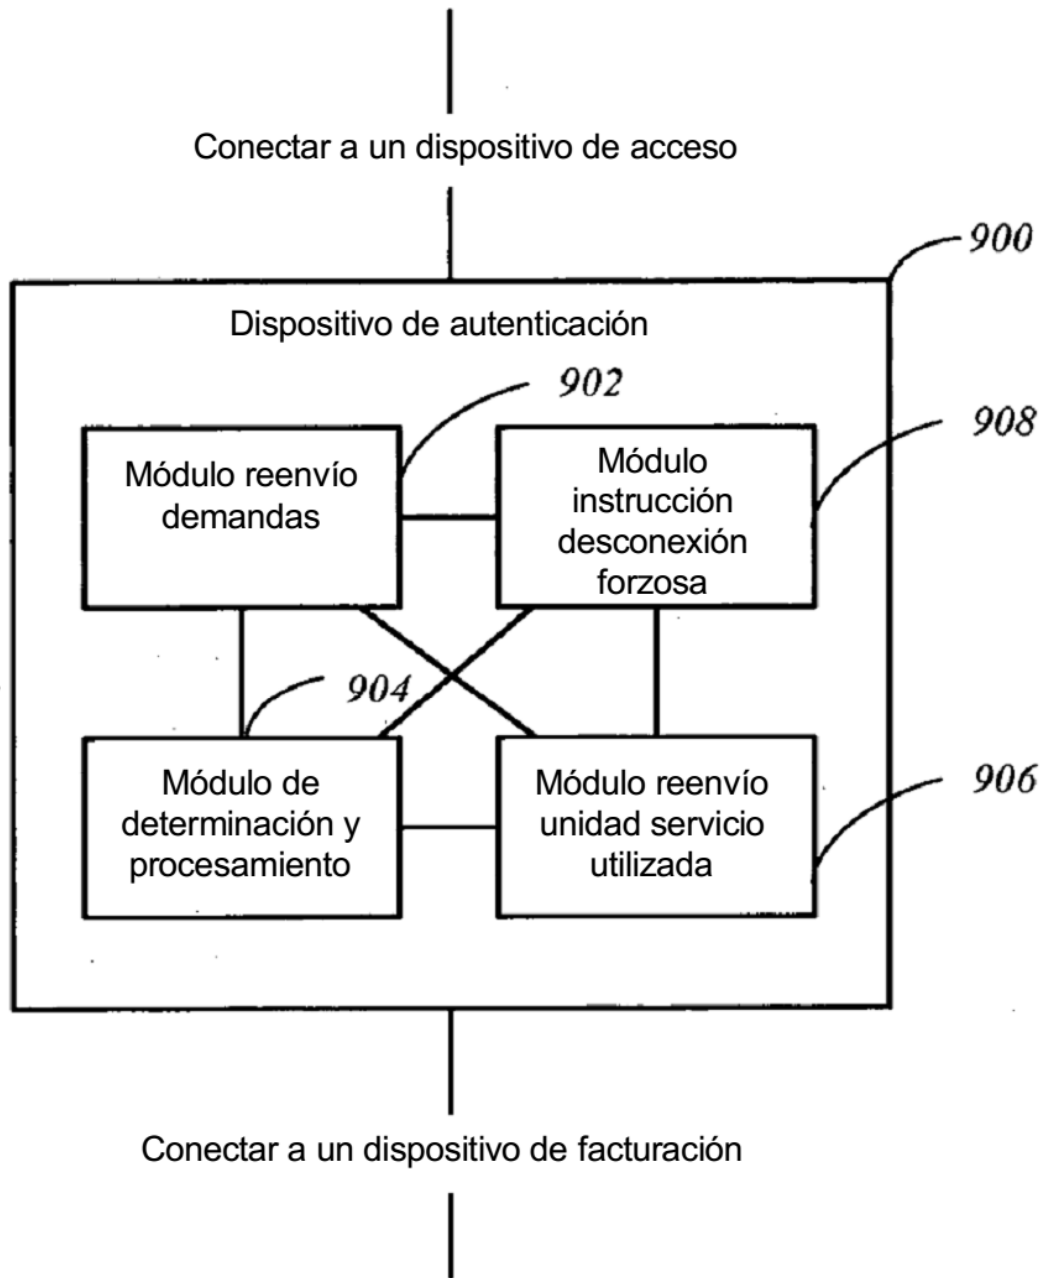 Conectar a un dispositivo de acceso
900
Dispositivo de autenticación
902
908
Módulo reenvío
demandas
Módulo
instrucción
desconexión
forzosa
904
Módulo de
determinación y
procesamiento
Módulo reenvío
unidad servicio
utilizada
906
Conectar a un dispositivo de facturación